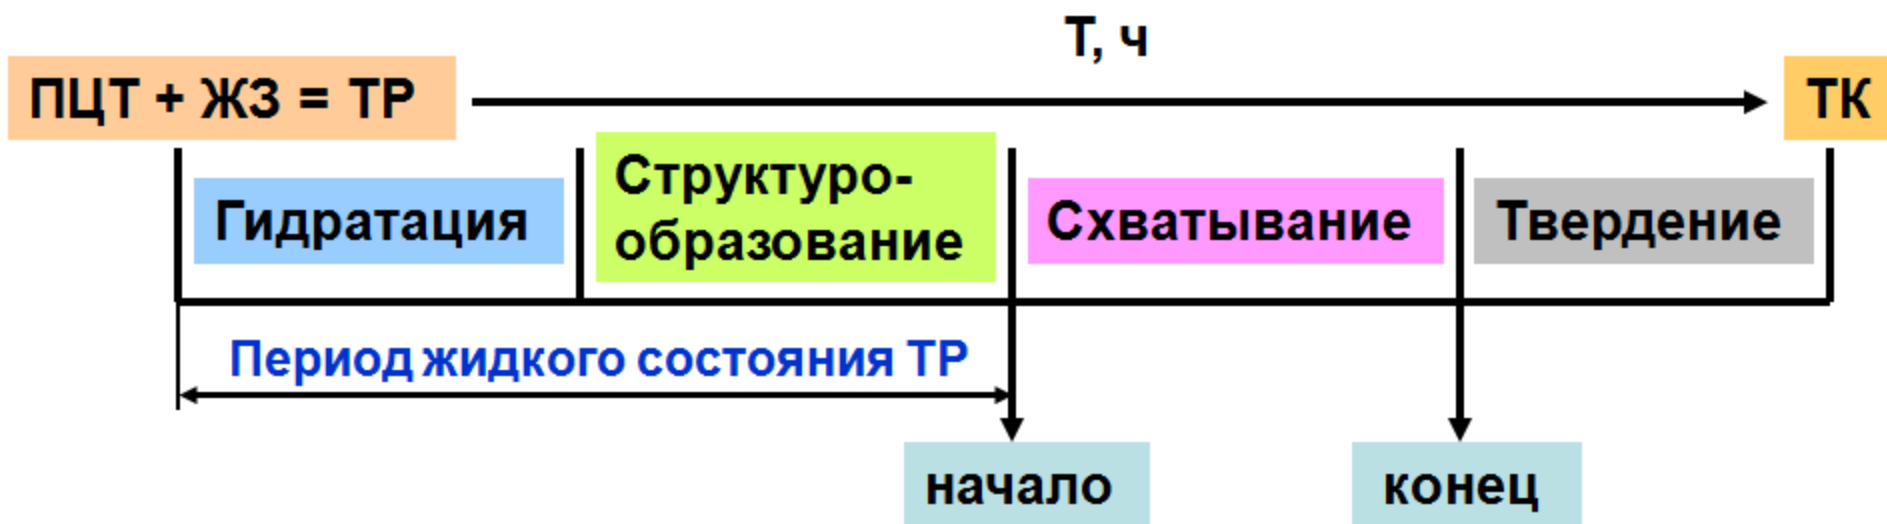 Т, ч
ПЦТ + ЖЗ = ТР
ТК
Гидратация
Структуро-
образование
Схватывание
Твердение
Период жидкого состояния ТР
начало
конец